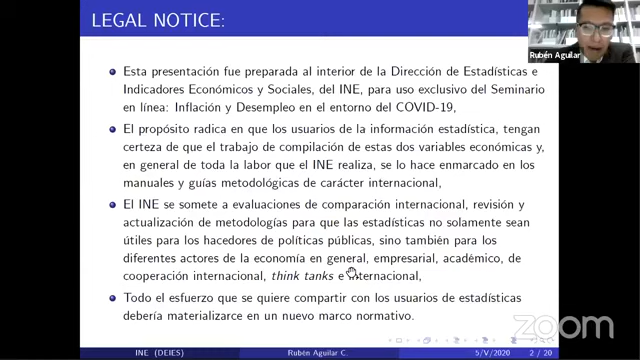 LEGAL NOTICE:
Rubén Aguilar
Esta presentación fue preparada al interior de la Dirección de Estadísticas e
Indicadores Económicos y Sociales, del INE, para uso exclusivo del Seminario
en línea: Inflación y Desempleo en el entorno del COVID-19,
El propósito radica en que los usuarios de la información estadística, tengan
certeza de que el trabajo de compilación de estas dos variables económicas y,
en general de toda la labor que el INE realiza, se lo hace enmarcado en los
manuales y guías metodológicas de carácter internacional,
El INE se somete a evaluaciones de comparación internacional, revisión y
actualización de metodologías para que las estadísticas no solamente sean
útiles para los hacedores de políticas públicas, sino también para los
diferentes actores de la economía en general, empresarial, académico, de
cooperación internacional, think tanks e internacional,
Todo el esfuerzo que se quiere compartir con los usuarios de estadísticas
debería materializarce en un nuevo marco normativo.
zoom
INE (DEIES) Rubén Aguilar C. 5/V/2020 2 / 20